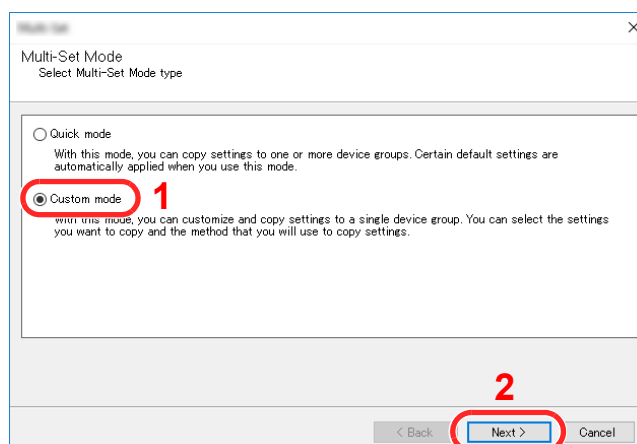 Multi-Set Mode
Select Multi-Set Mode type
Quick mode
With this mode, you can copy settings to one or more device groups. Certain default settings are
automatically applied when you use this mode.
Custom mode
1
With this mode, you can customize and copy settings to a single device group. You can select the settings
you want to copy and the method that you will use to copy settings.
2
< Back
Next >
Cancel